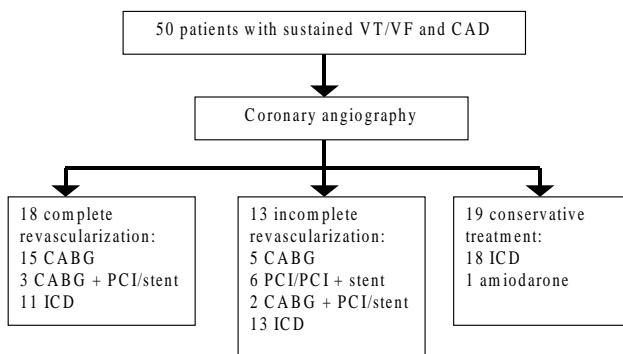 50 patients with sustained VT/VF and CAD
Coronary angiography
18 complete
revascularization:
15 CABG
3 CABG + PCI/stent
11 ICD
13 incomplete
revascularization:
5 CABG
6 PCI/PCI + stent
2 CABG + PCI/stent
13 ICD
19 conservative
treatment:
18 ICD
1 amiodarone